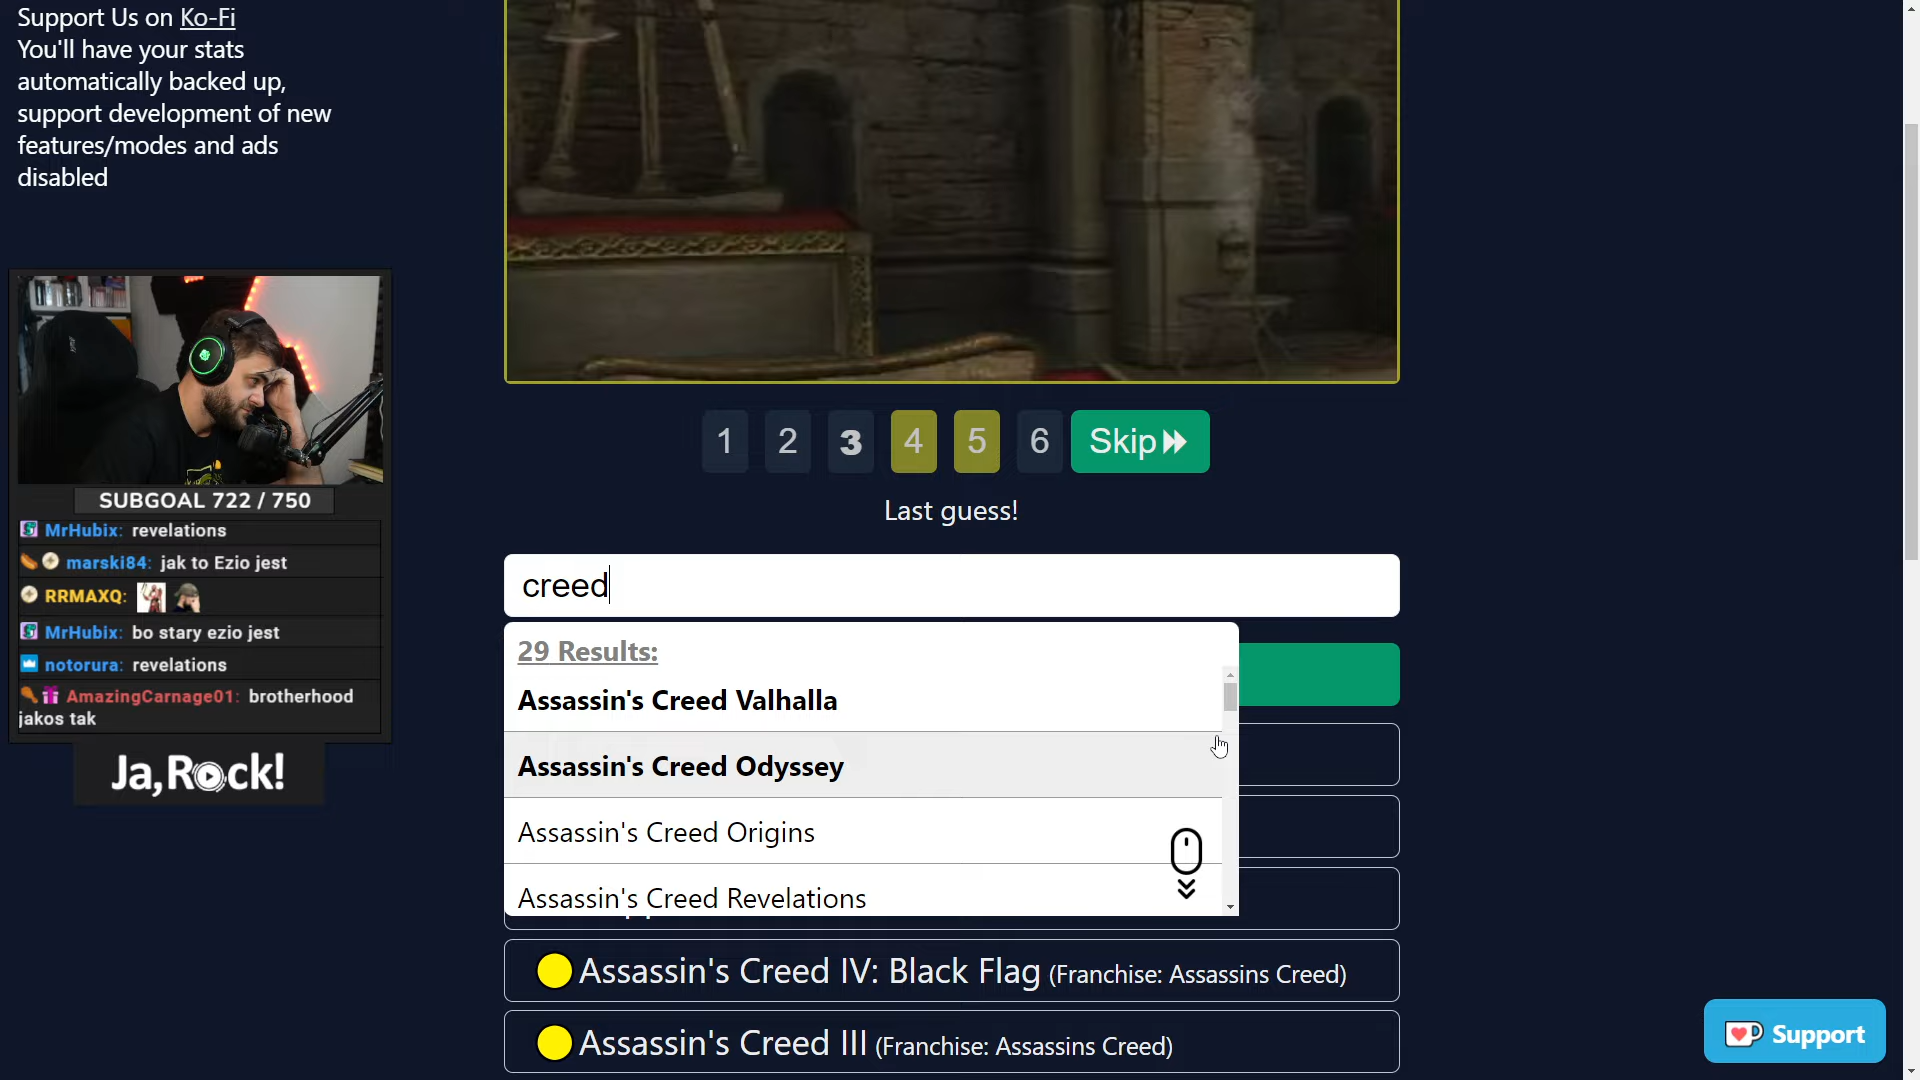 Support Us on Ko-Fi
You'll have your stats
automatically backed up,
support development of new
features/modes and ads
disabled
SUBGOAL 722 / 750
MrHubix: revelations
marski84: jak to Ezio jest
RRMAXQ:
MrHubix: bo stary ezio jest
notorura: revelations
AmazingCarnage01: brotherhood
jakos tak
Ja,Rock!
1 2 3 4 5 6 Skip
Last guess!
creed
29 Results:
Assassin's Creed Valhalla
Assassin's Creed Odyssey
Assassin's Creed Origins
Assassin's Creed Revelations
Assassin's Creed IV: Black Flag (Franchise: Assassins Creed)
Assassin's Creed III (Franchise: Assassins Creed)
Support